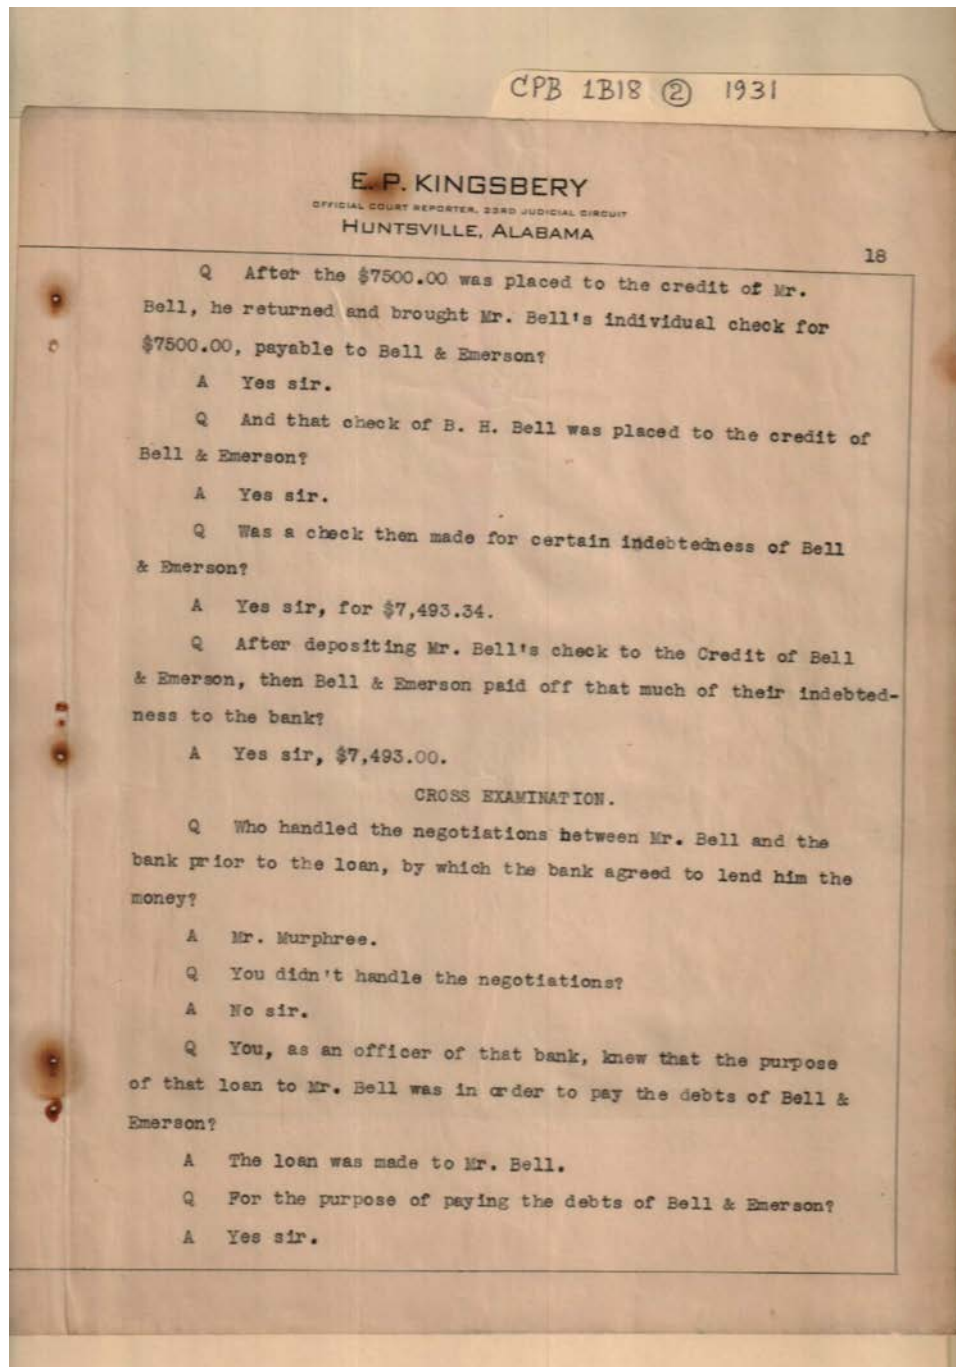 CPB 1B18 ② 1931
E. P. KINGSBERY
OFFICIAL COURT REPORTER, 23RD JUDICIAL CIRCUIT
HUNTSVILLE, ALABAMA
18
Q After the $7500.00 was placed to the credit of Mr.
Bell, he returned and brought Mr. Bell's individual check for
$7500.00, payable to Bell & Emerson?
A Yes sir.
Q And that check of B. H. Bell was placed to the credit of
Bell & Emerson?
A Yes sir.
Q Was a check then made for certain indebtedness of Bell
& Emerson?
A Yes sir, for $7,493.34.
Q After depositing Mr. Bell's check to the Credit of Bell
& Emerson, then Bell & Emerson paid off that much of their indebted-
ness to the bank?
A Yes sir, $7,493.00.
CROSS EXAMINATION.
Q Who handled the negotiations between Mr. Bell and the
bank prior to the loan, by which the bank agreed to lend him the
money?
A Mr. Murphree.
Q You didn't handle the negotiations?
A No sir.
Q You, as an officer of that bank, knew that the purpose
of that loan to Mr. Bell was in order to pay the debts of Bell &
Emerson?
A The loan was made to Mr. Bell.
Q For the purpose of paying the debts of Bell & Emerson?
A Yes sir.